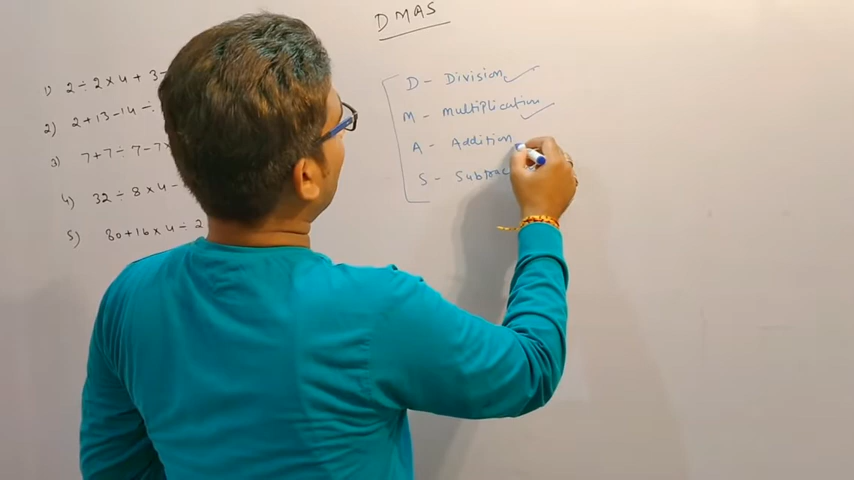 DMAS
D - Division
M - Multiplication
A - Addition
S -
1) 2 ÷ 2 × 4 + 3 -
2) 2 + 13 - 14 ÷
3) 7 + 7 ÷ 7 - 7 ×
4) 32 ÷ 8 × 4 -
5) 80 + 16 × 4 ÷ 2